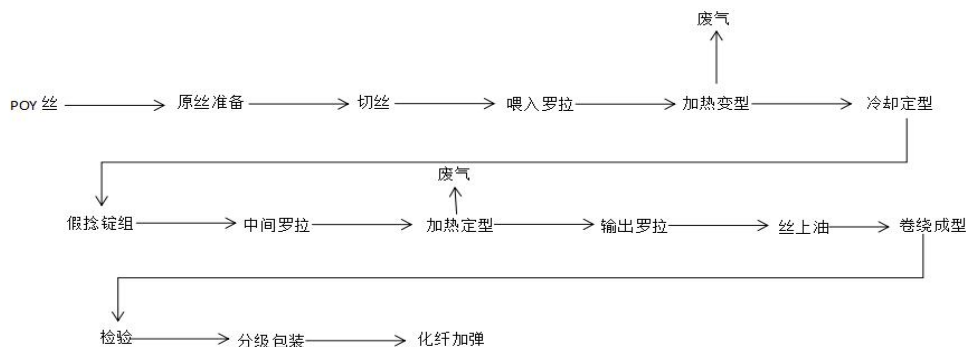 废气
POY 丝 原丝准备 切丝 喂入罗拉 加热变型 冷却定型
废气
假捻锭组 中间罗拉 加热定型 输出罗拉 丝上油 卷绕成型
检验 分级包装 化纤加弹